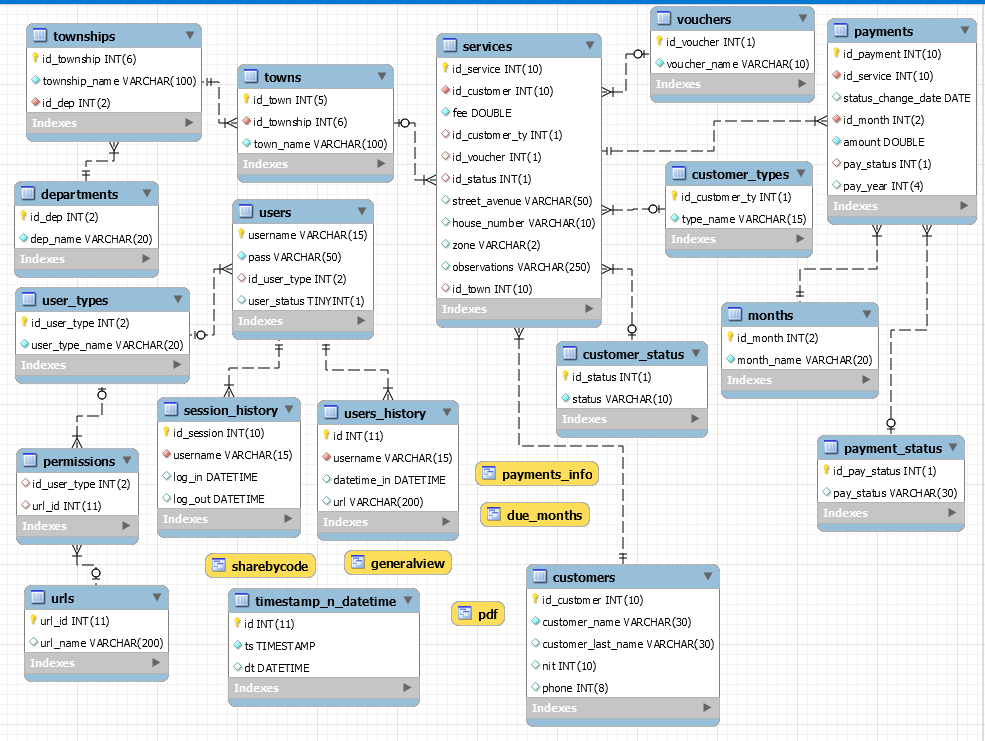 townships
id_township INT(6)
township_name VARCHAR(100)
id_dep INT(2)
Indexes
towns
id_town INT(5)
id_township INT(6)
town_name VARCHAR(100)
Indexes
services
id_service INT(10)
id_customer INT(10)
fee DOUBLE
id_customer_ty INT(1)
id_voucher INT(1)
id_status INT(1)
street_avenue VARCHAR(50)
house_number VARCHAR(10)
zone VARCHAR(2)
observations VARCHAR(250)
id_town INT(10)
Indexes
vouchers
id_voucher INT(1)
voucher_name VARCHAR(10)
Indexes
payments
id_payment INT(10)
id_service INT(10)
status_change_date DATE
id_month INT(2)
amount DOUBLE
pay_status INT(1)
pay_year INT(4)
Indexes
departments
id_dep INT(2)
dep_name VARCHAR(20)
Indexes
users
username VARCHAR(15)
pass VARCHAR(50)
id_user_type INT(2)
user_status TINYINT(1)
Indexes
customer_types
id_customer_ty INT(1)
type_name VARCHAR(15)
Indexes
user_types
id_user_type INT(2)
user_type_name VARCHAR(20)
Indexes
months
id_month INT(2)
month_name VARCHAR(20)
Indexes
customer_status
id_status INT(1)
status VARCHAR(10)
Indexes
session_history
id_session INT(10)
username VARCHAR(15)
log_in DATETIME
log_out DATETIME
Indexes
users_history
id INT(11)
username VARCHAR(15)
datetime_in DATETIME
url VARCHAR(200)
Indexes
permissions
id_user_type INT(2)
url_id INT(11)
Indexes
payments_info
due_months
payment_status
id_pay_status INT(1)
pay_status VARCHAR(30)
Indexes
sharebycode
generalview
urls
url_id INT(11)
url_name VARCHAR(200)
Indexes
timestamp_n_datetime
id INT(11)
ts TIMESTAMP
dt DATETIME
Indexes
pdf
customers
id_customer INT(10)
customer_name VARCHAR(30)
customer_last_name VARCHAR(30)
nit INT(10)
phone INT(8)
Indexes